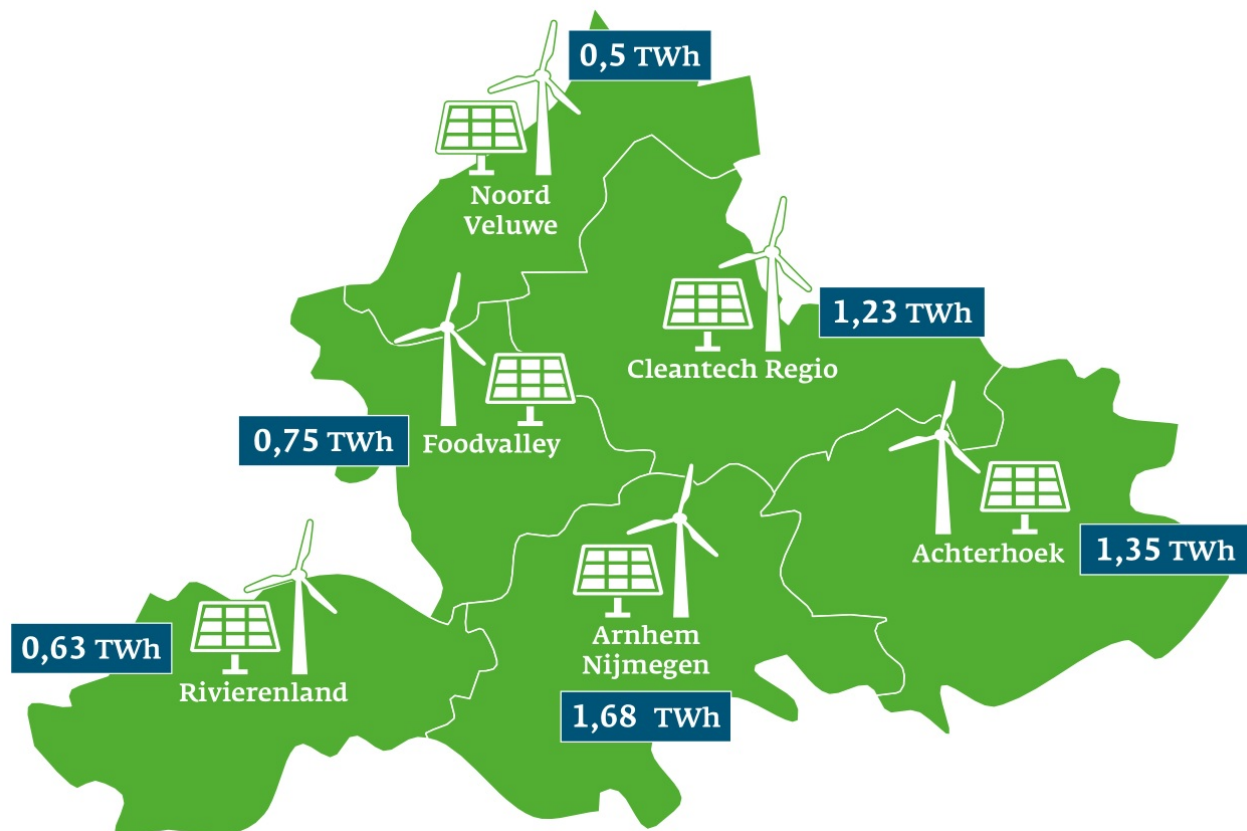 0,5 TWh
Noord
Veluwe
1,23 TWh
Cleantech Regio
0,75 TWh
Foodvalley
Achterhoek
1,35 TWh
0,63 TWh
Rivierenland
Arnhem
Nijmegen
1,68 TWh